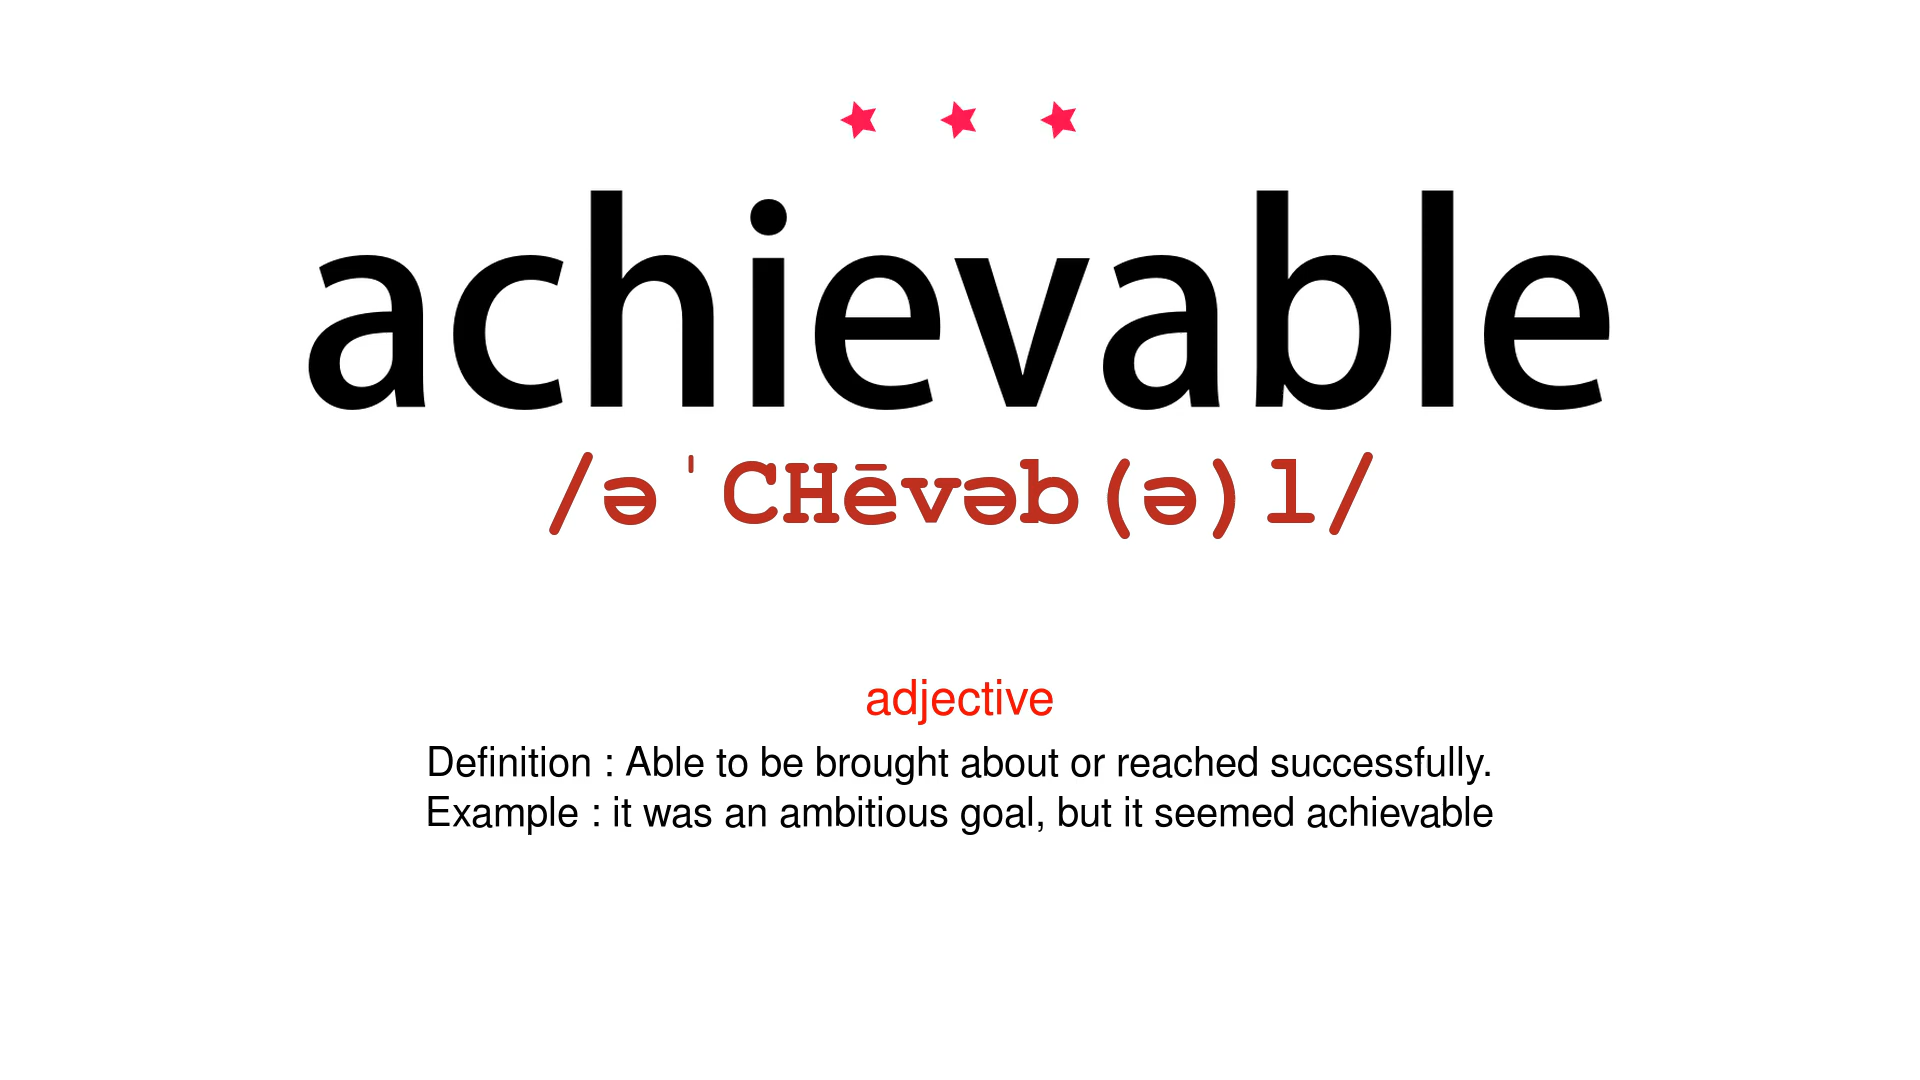 achievable
/əˈCHēvəb(ə)l/
adjective
Definition : Able to be brought about or reached successfully.
Example : it was an ambitious goal, but it seemed achievable